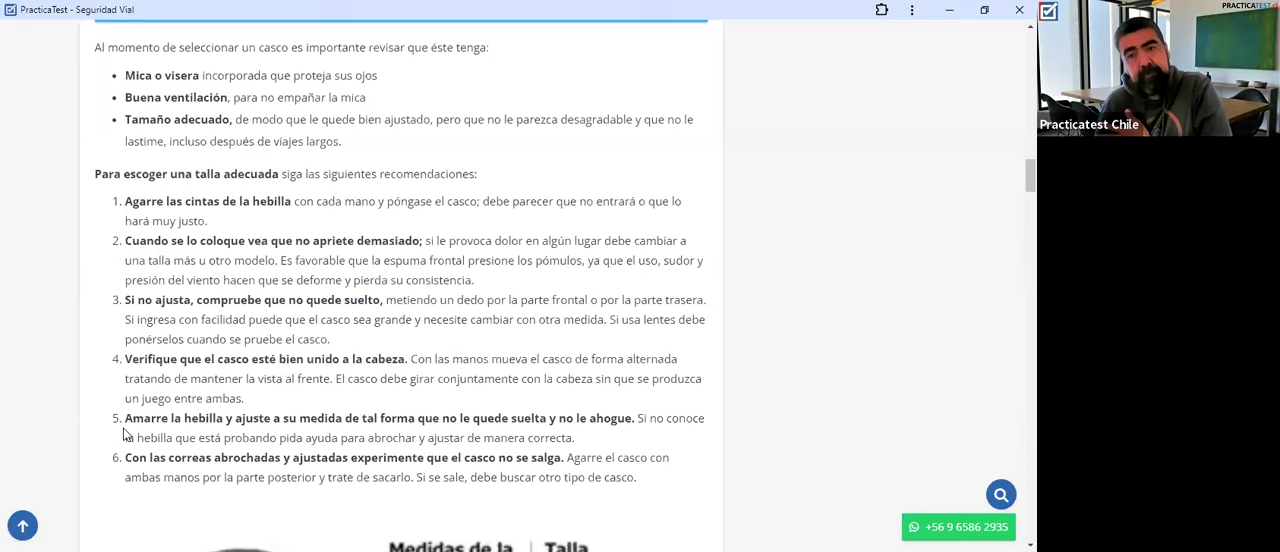 PracticaTest - Seguridad Vial
PRACTICATEST
Al momento de seleccionar un casco es importante revisar que éste tenga:
• Mica o visera incorporada que proteja sus ojos
• Buena ventilación, para no empañar la mica
• Tamaño adecuado, de modo que le quede bien ajustado, pero que no le parezca desagradable y que no le
lastime, incluso después de viajes largos.
Practicatest Chile
Para escoger una talla adecuada siga las siguientes recomendaciones:
1. Agarre las cintas de la hebilla con cada mano y póngase el casco; debe parecer que no entrará o que lo
hará muy justo.
2. Cuando se lo coloque vea que no apriete demasiado; si le provoca dolor en algún lugar debe cambiar a
una talla más u otro modelo. Es favorable que la espuma frontal presione los pómulos, ya que el uso, sudor y
presión del viento hacen que se deforme y pierda su consistencia.
3. Si no ajusta, compruebe que no quede suelto, metiendo un dedo por la parte frontal o por la parte trasera.
Si ingresa con facilidad puede que el casco sea grande y necesite cambiar con otra medida. Si usa lentes debe
ponérselos cuando se pruebe el casco.
4. Verifique que el casco esté bien unido a la cabeza. Con las manos mueva el casco de forma alternada
tratando de mantener la vista al frente. El casco debe girar conjuntamente con la cabeza sin que se produzca
un juego entre ambas.
5. Amarre la hebilla y ajuste a su medida de tal forma que no le quede suelta y no le ahogue. Si no conoce
la hebilla que está probando pida ayuda para abrochar y ajustar de manera correcta.
6. Con las correas abrochadas y ajustadas experimente que el casco no se salga. Agarre el casco con
ambas manos por la parte posterior y trate de sacarlo. Si se sale, debe buscar otro tipo de casco.
+56 9 6586 2935
Medidas de la Talla